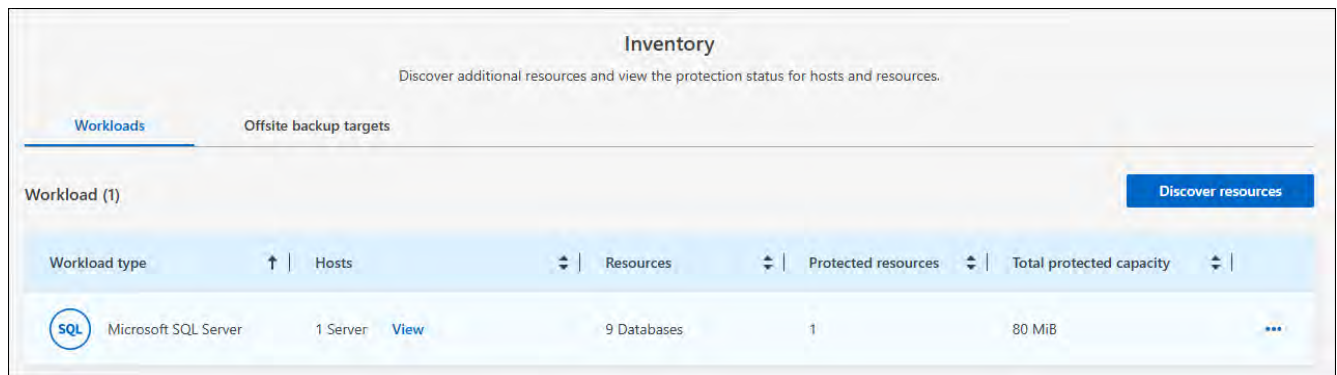 Inventory
Discover additional resources and view the protection status for hosts and resources.
Workloads Offsite backup targets
Workload (1) Discover resources
Workload type Hosts Resources Protected resources Total protected capacity
SQL Microsoft SQL Server 1 Server View 9 Databases 1 80 MiB